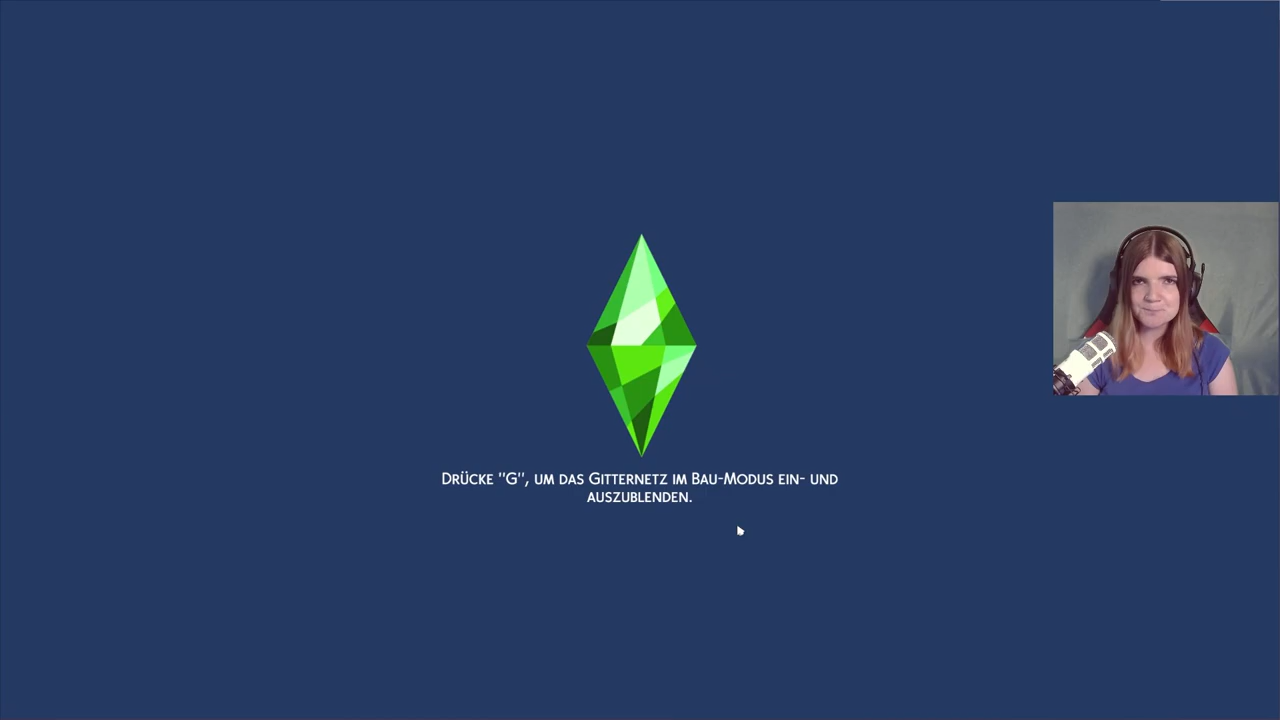 Drücke "G", um das Gitternetz im Bau-Modus ein- und
auszublenden.